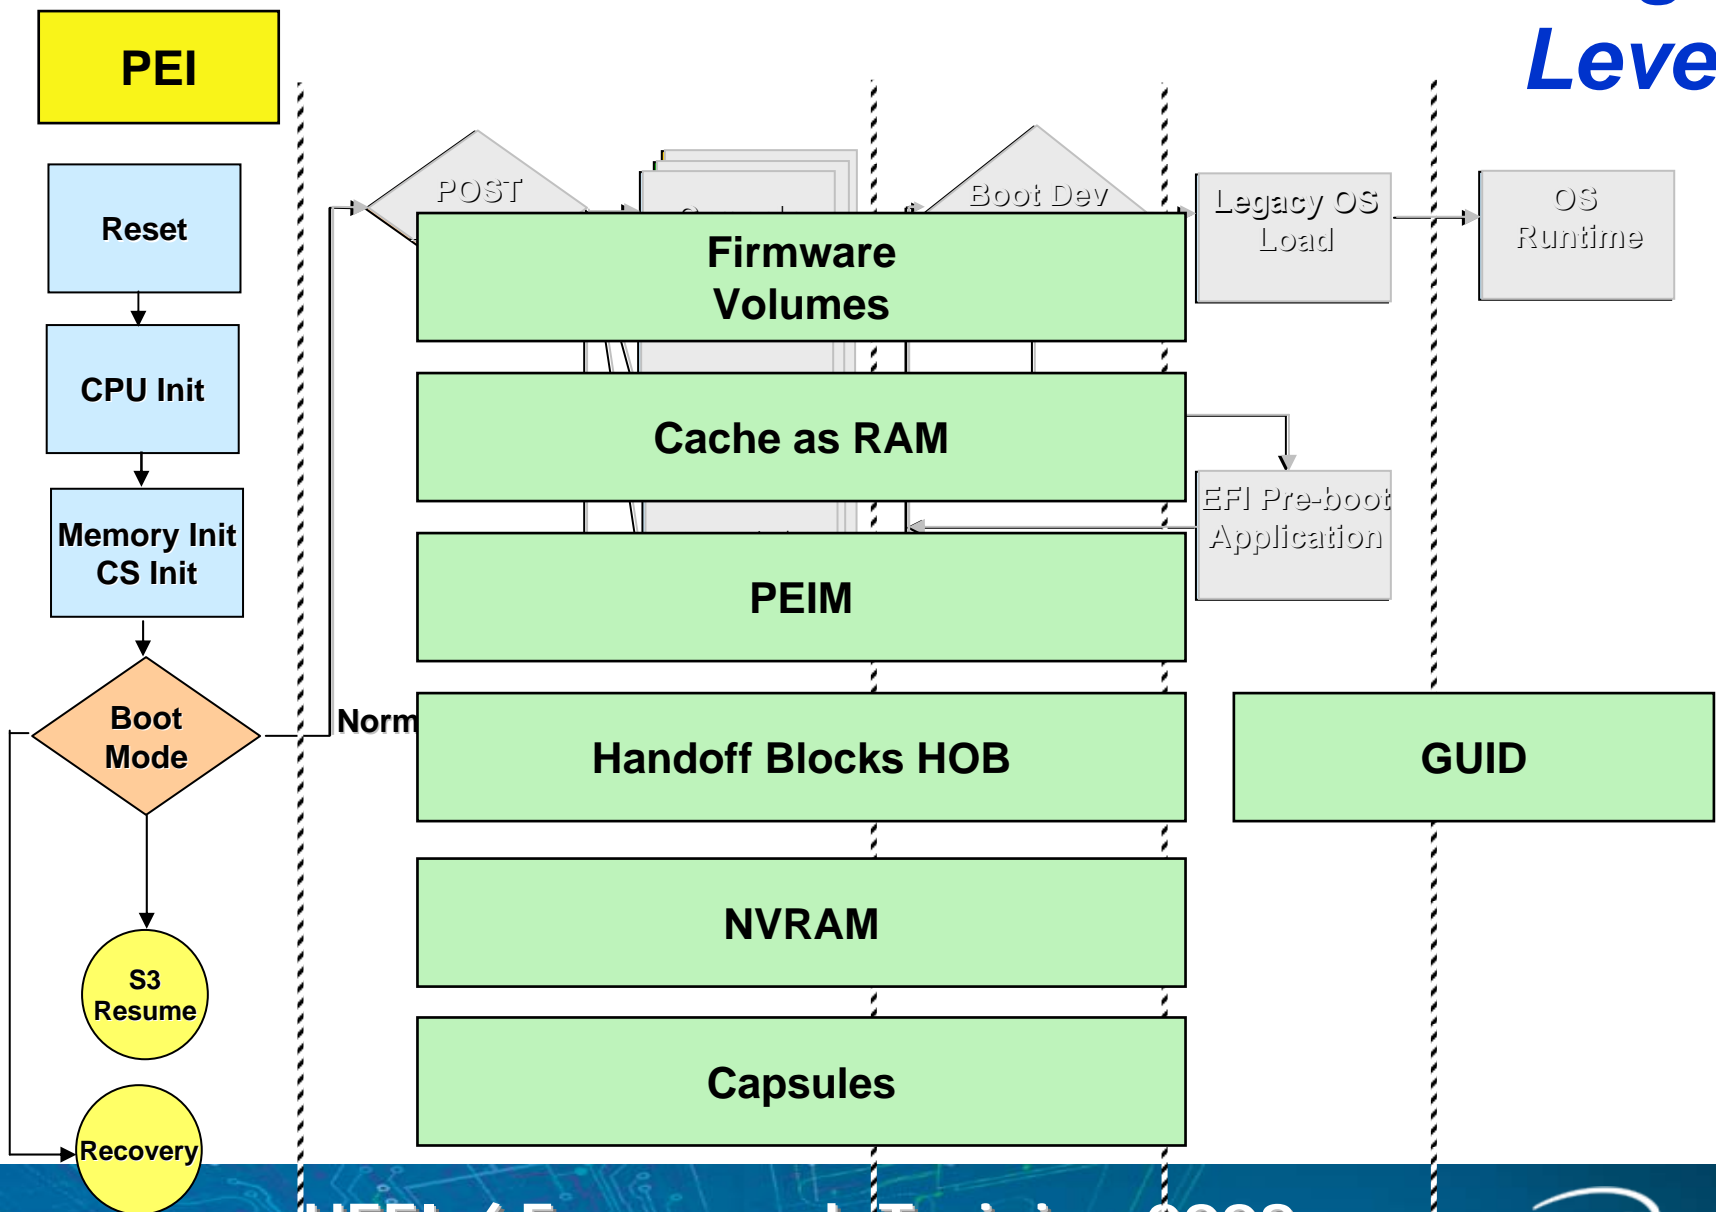 Leve
PEI
Reset
CPU Init
Memory Init
CS Init
Boot
Mode
S3
Resume
Recovery
Norm
POST
Boot Dev
Legacy OS
Load
OS
Runtime
EFI Pre-boot
Application
Firmware
Volumes
Cache as RAM
PEIM
Handoff Blocks HOB
GUID
NVRAM
Capsules